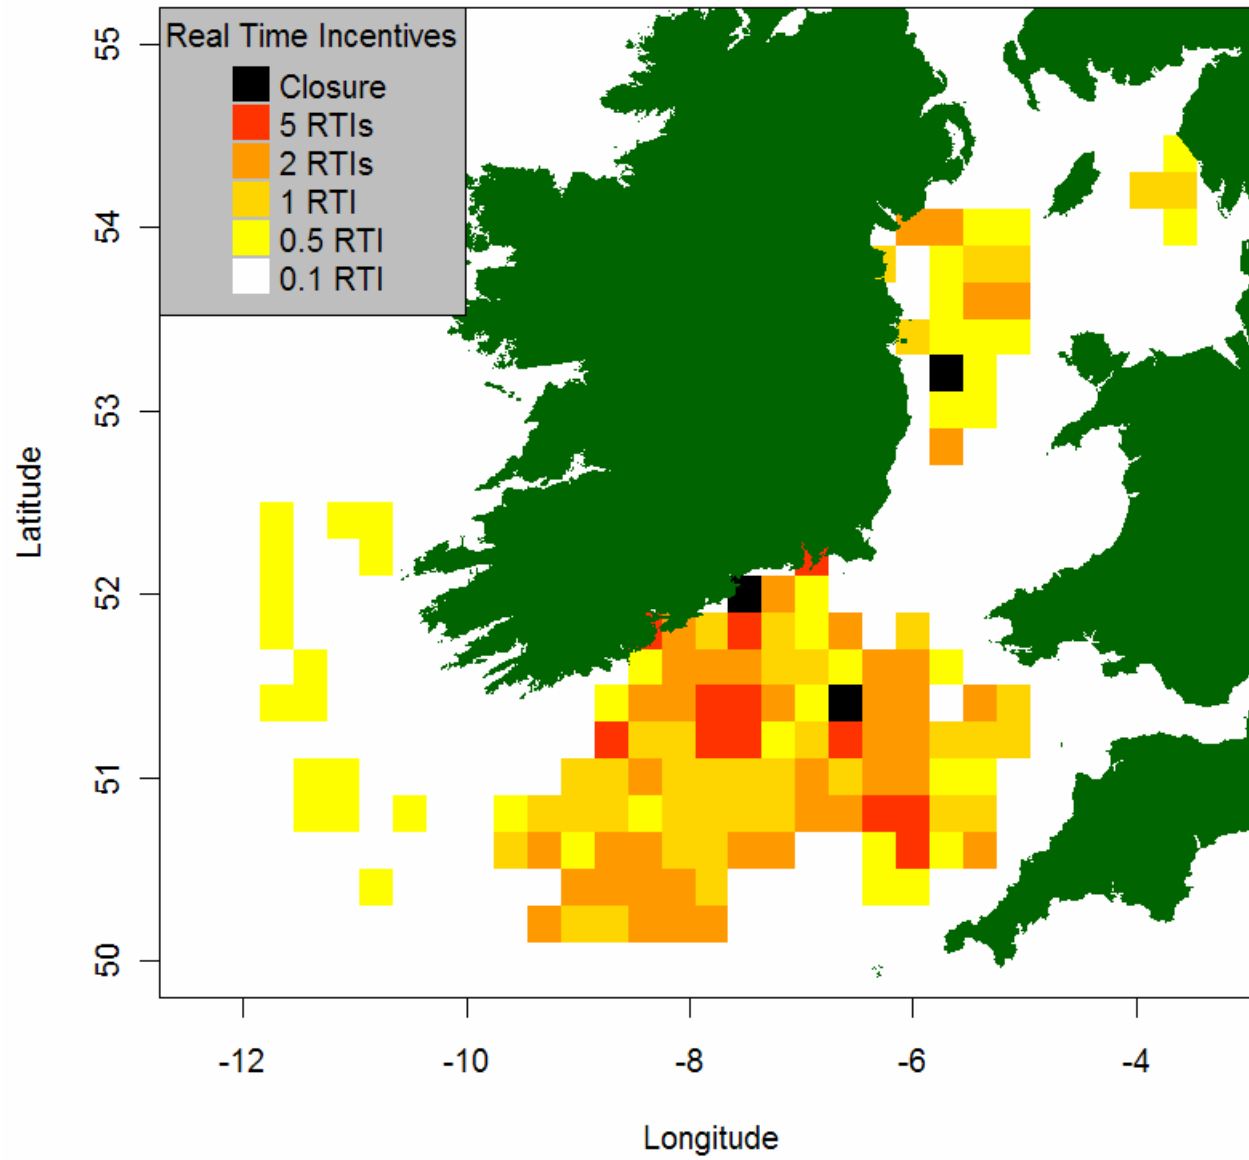 Real Time Incentives
Closure
5 RTIs
2 RTIs
1 RTI
0.5 RTI
0.1 RTI
55
54
53
52
51
50
Latitude
-12
-10
-8
-6
-4
Longitude